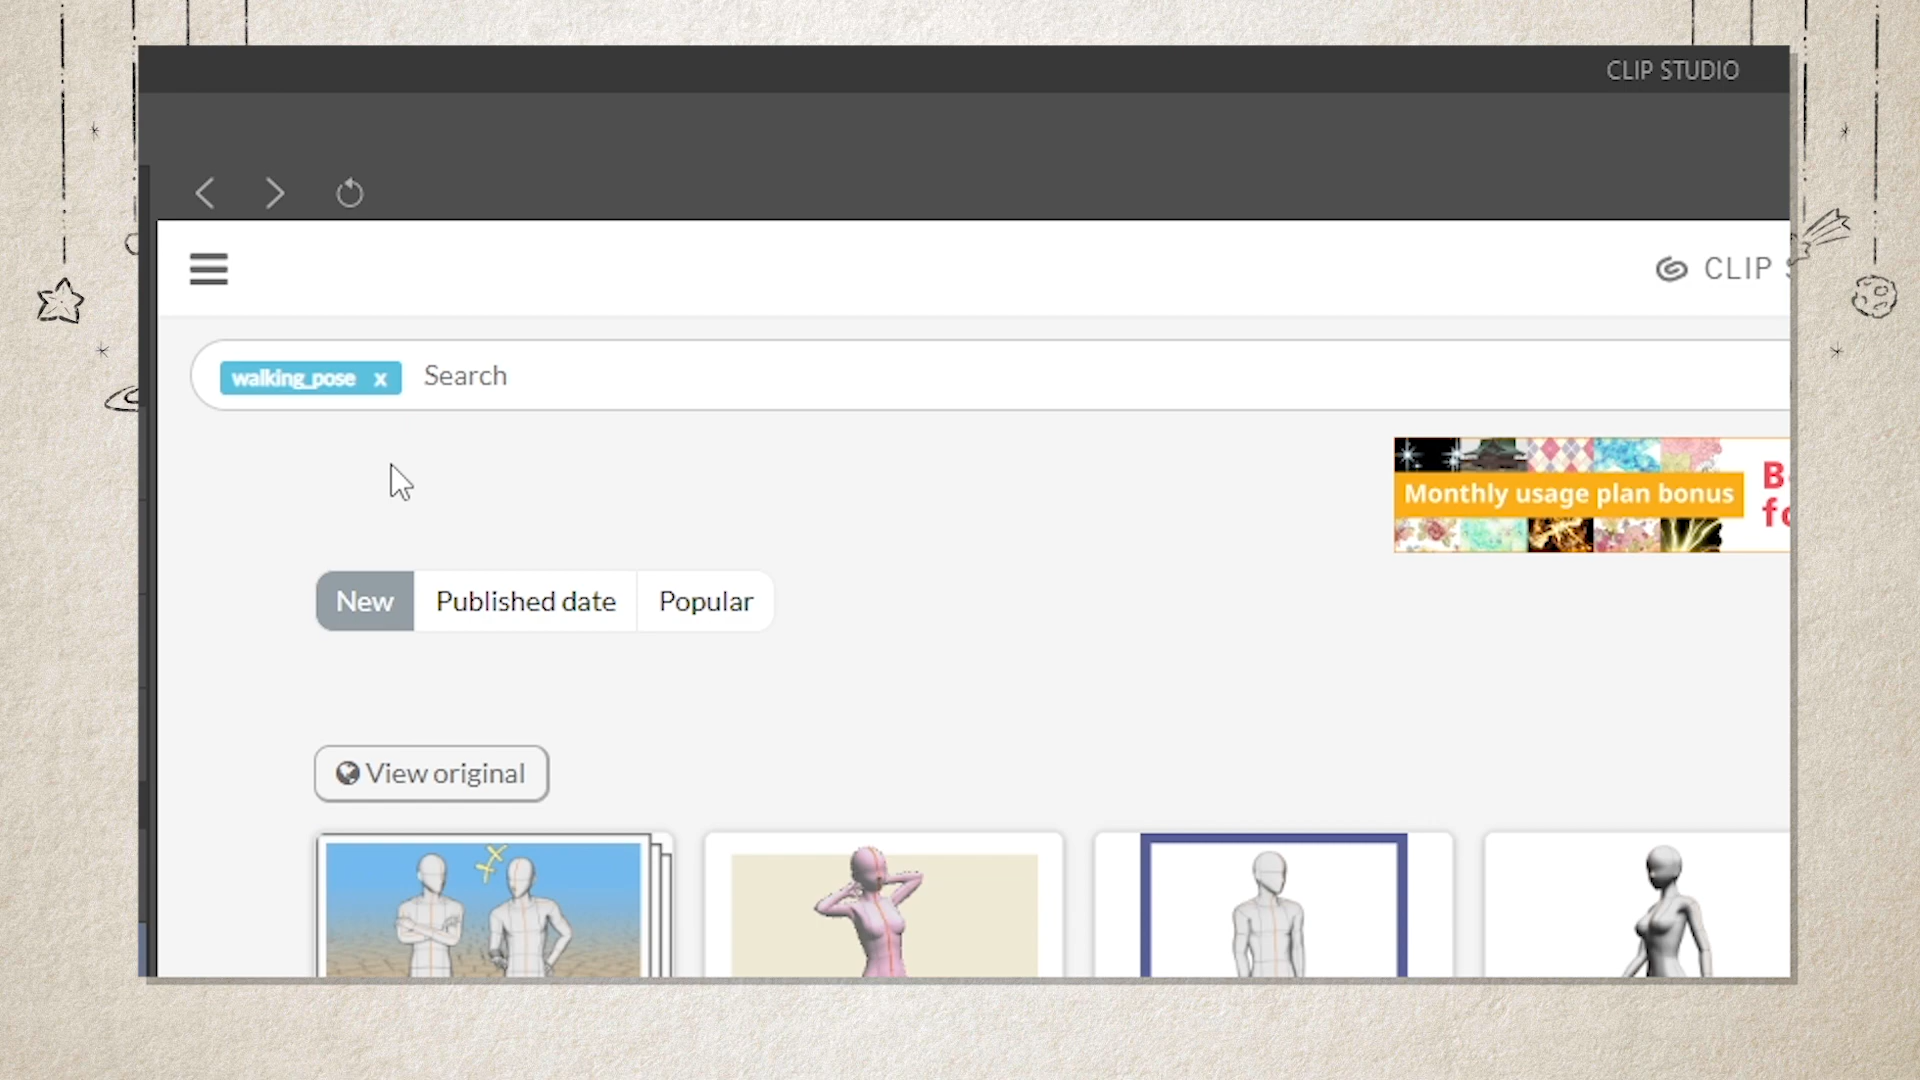 CLIP STUDIO
CLIP
walking_pose x Search
Monthly usage plan bonus
New Published date Popular
View original